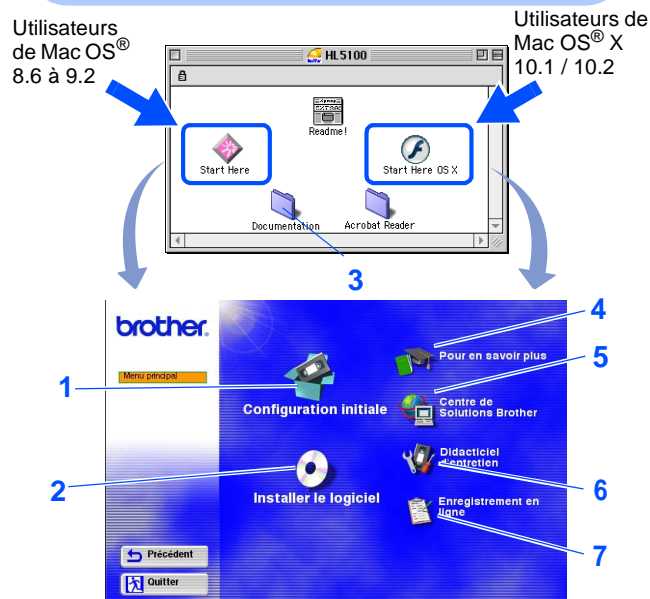 Utilisateurs
de Mac OS®
8.6 à 9.2
Utilisateurs de
Mac OS® X
10.1 / 10.2
HL5100
Readme!
Start Here
Start Here OS X
Documentation
Acrobat Reader
3
brother
Menu principal
1
Configuration initiale
2
Installer le logiciel
4
Pour en savoir plus
5
Centre de
Solutions Brother
Didacticiel
d'entretien
6
Enregistrement en
ligne
7
Précédent
Quitter